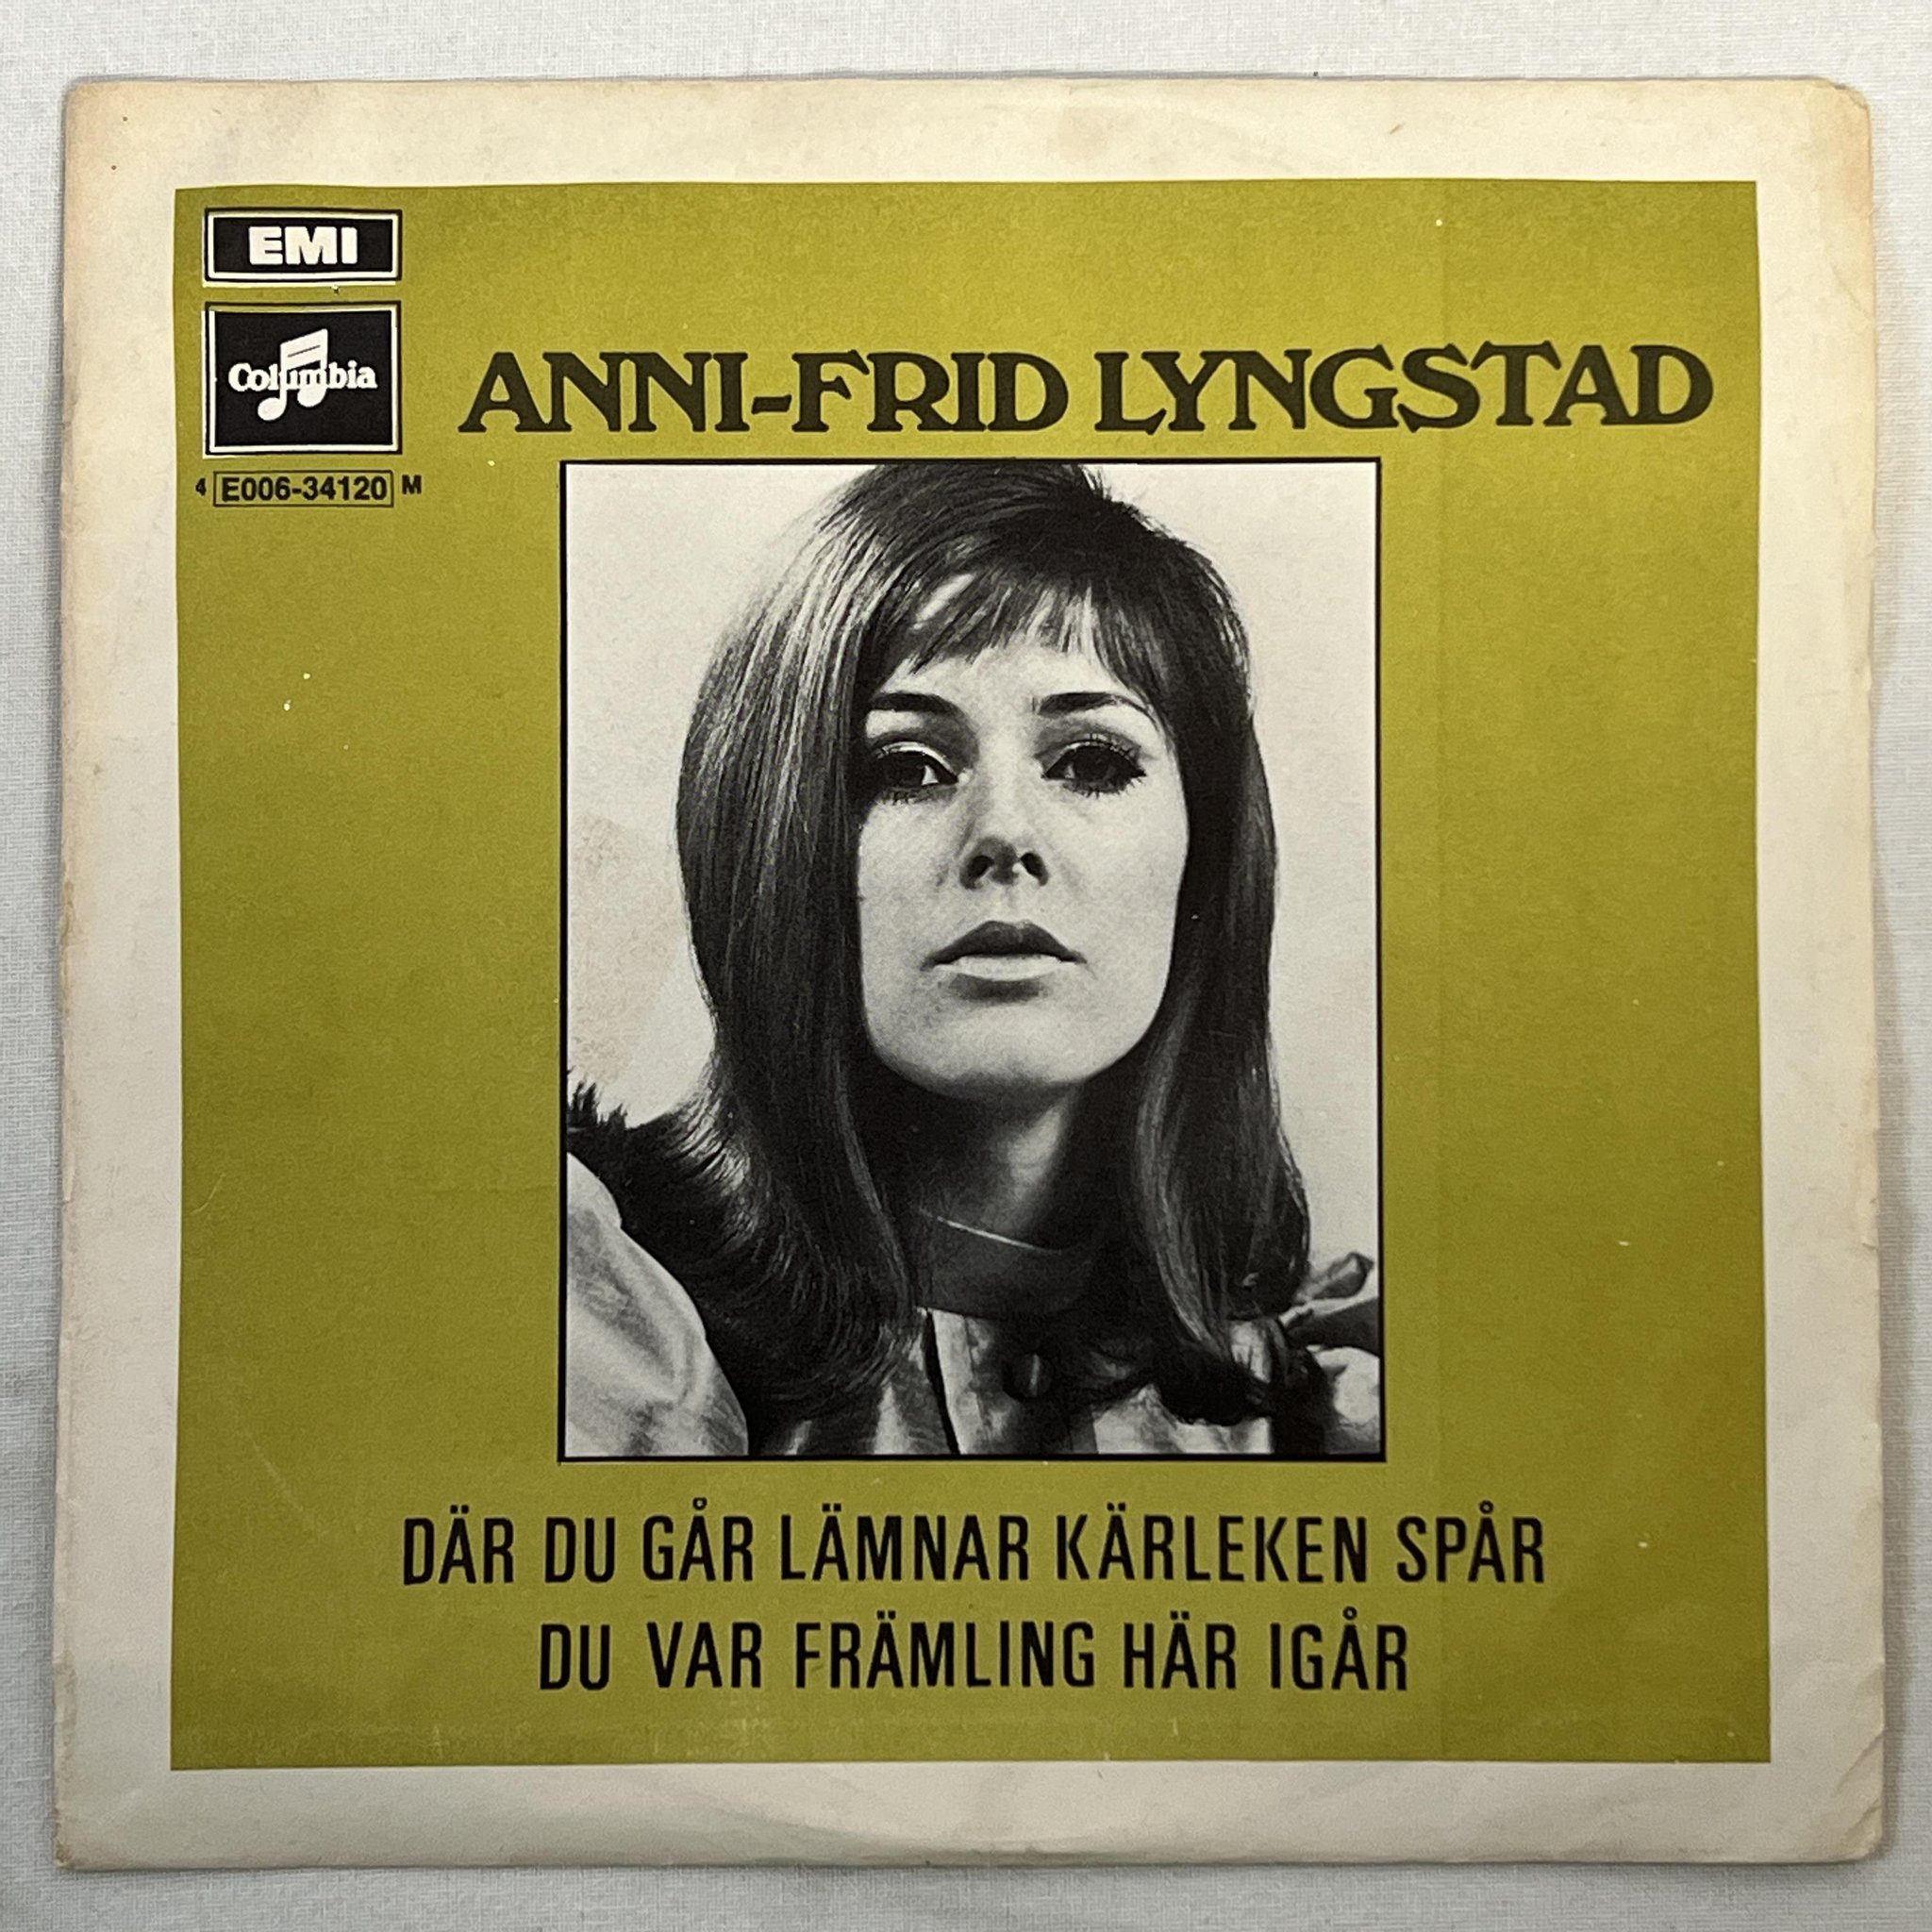 EMI
Columbia
4 E006-34120 M
ANNI-FRID LYNGSTAD
DÄR DU GÅR LÄMNAR KÄRLEKEN SPÅR
DU VAR FRÄMLING HÄR IGÅR